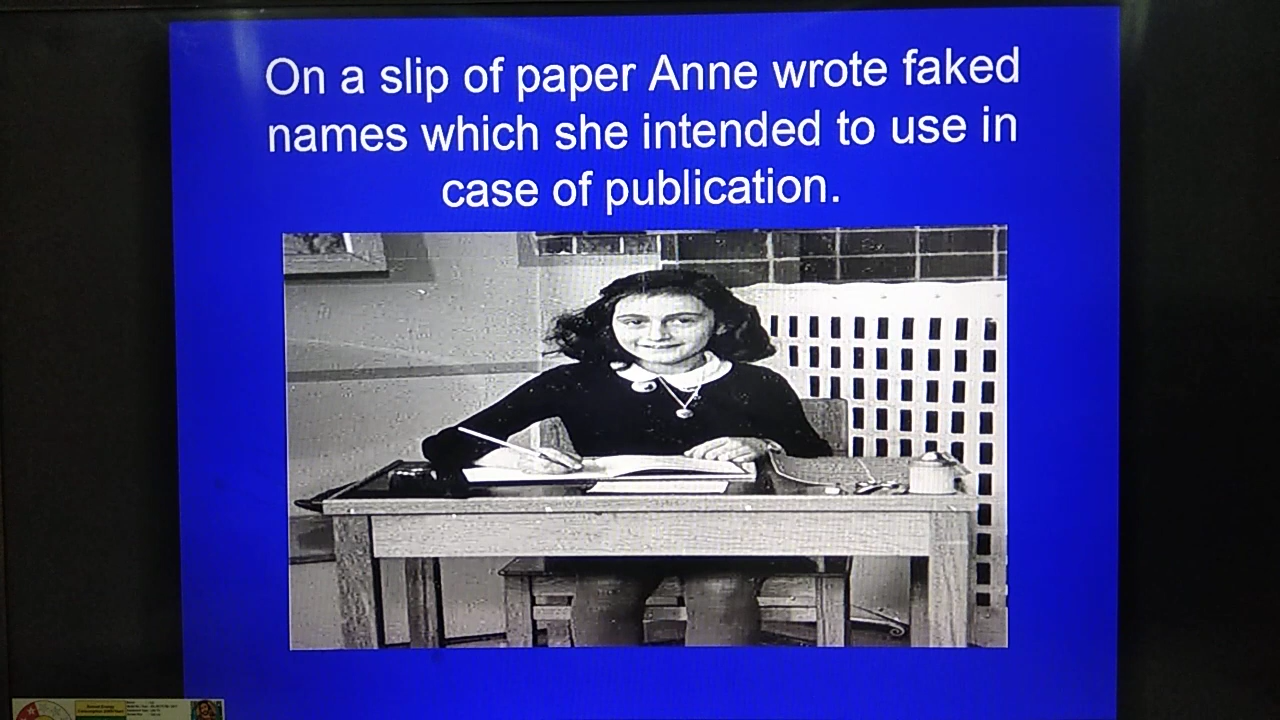 On a slip of paper Anne wrote faked
names which she intended to use in
case of publication.